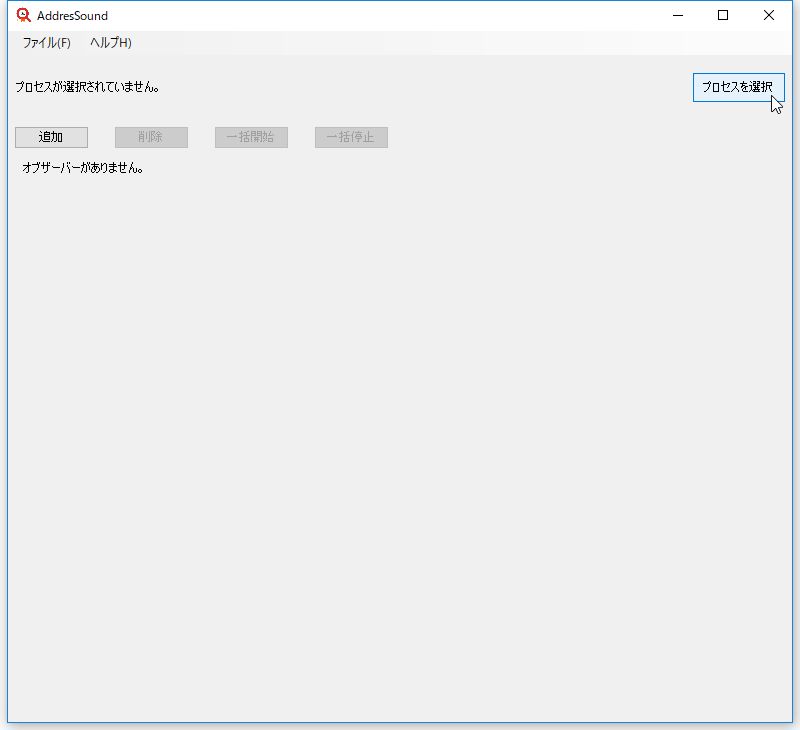 AddresSound
ファイル(F) ヘルプH)
プロセスが選択されていません。 プロセスを選択
追加 削除 一括開始 一括停止
オブザーバーがありません。